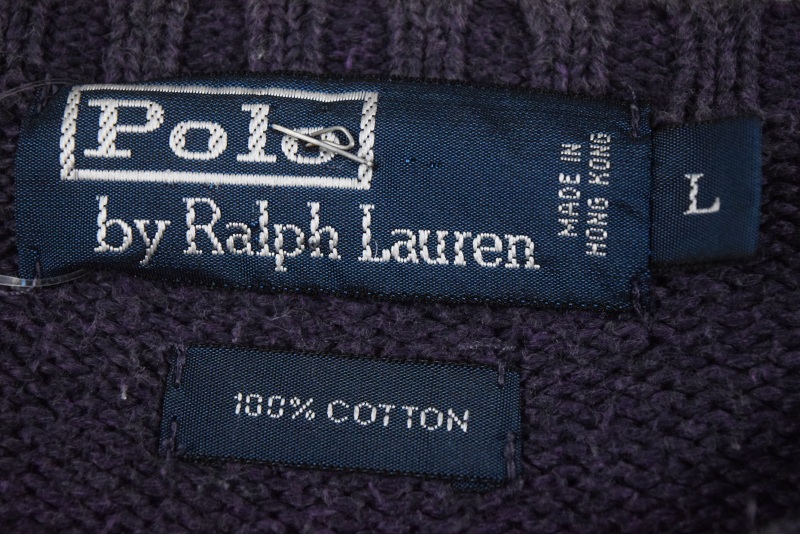 Polo
by Ralph Lauren
MADE IN
HONG KONG
L
100% COTTON